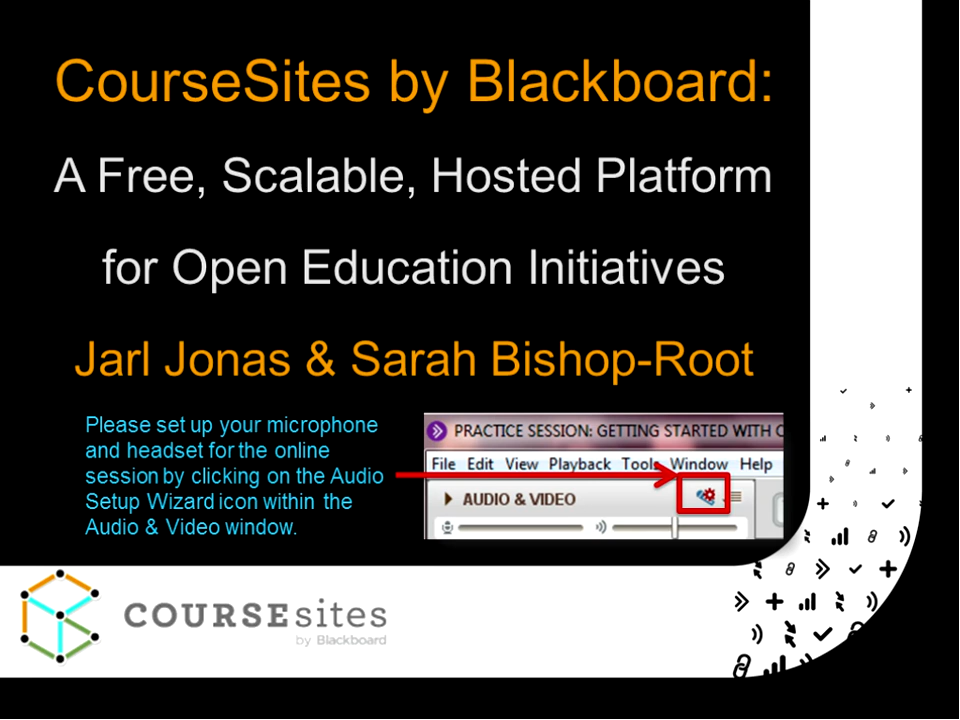 CourseSites by Blackboard:
A Free, Scalable, Hosted Platform
for Open Education Initiatives
Jarl Jonas & Sarah Bishop-Root
Please set up your microphone
and headset for the online
session by clicking on the Audio
Setup Wizard icon within the
Audio & Video window.
PRACTICE SESSION: GETTING STARTED WITH
File Edit View Playback Tools Window Help
AUDIO & VIDEO
COURSEsites
by Blackboard